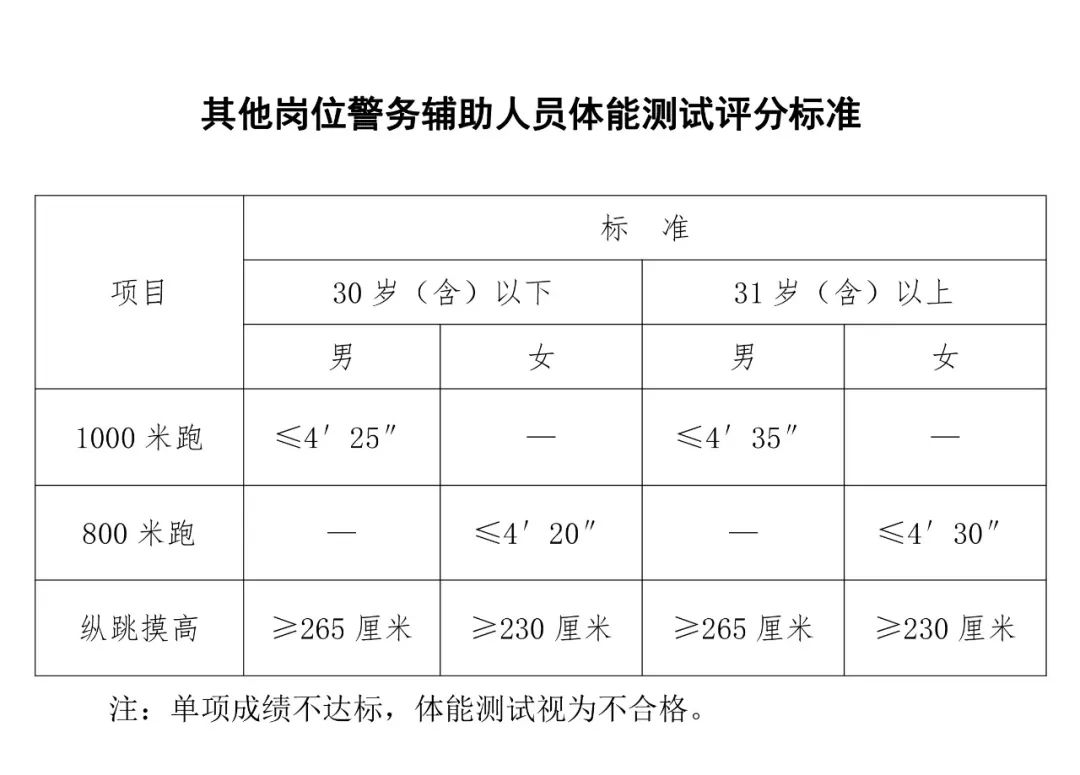 其他岗位警务辅助人员体能测试评分标准
项目
标 准
30岁（含）以下 31岁（含）以上
男 女 男 女
1000米跑 ≤4′25″ — ≤4′35″ —
800米跑 — ≤4′20″ — ≤4′30″
纵跳摸高 ≥265厘米 ≥230厘米 ≥265厘米 ≥230厘米
注：单项成绩不达标，体能测试视为不合格。